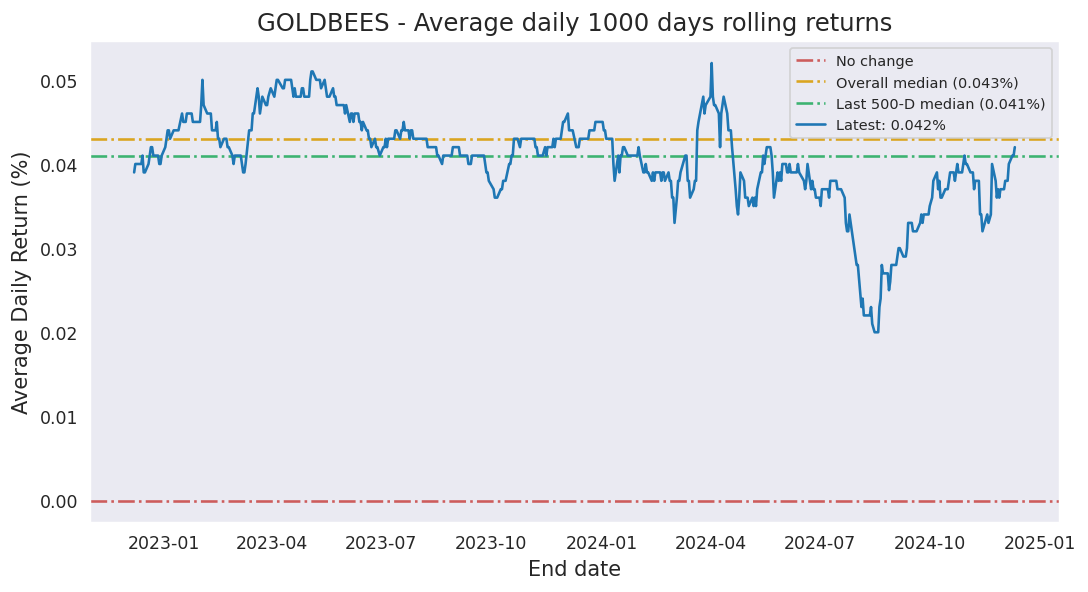 GOLDBEES - Average daily 1000 days rolling returns
No change
Overall median (0.043%)
Last 500-D median (0.041%)
Latest: 0.042%
Average Daily Return (%)
0.05
0.04
0.03
0.02
0.01
0.00
2023-01 2023-04 2023-07 2023-10 2024-01 2024-04 2024-07 2024-10 2025-01
End date